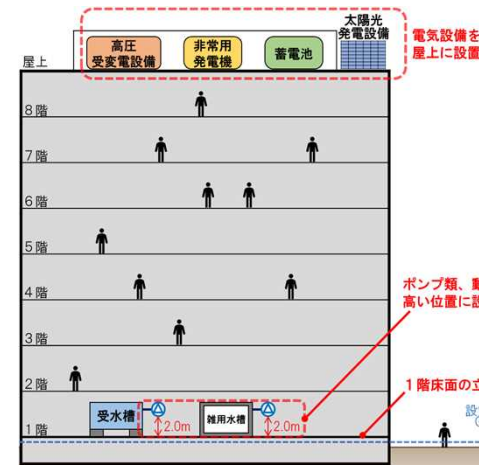 太陽光
発電設備
高圧
受変電設備
非常用
発電機
蓄電池
電気設備を
屋上に設置
屋上
8階
7階
6階
5階
4階
3階
2階
1階
ポンプ類、
高い位置に
1階床面の
受水槽
2.0m
雑用水槽
2.0m